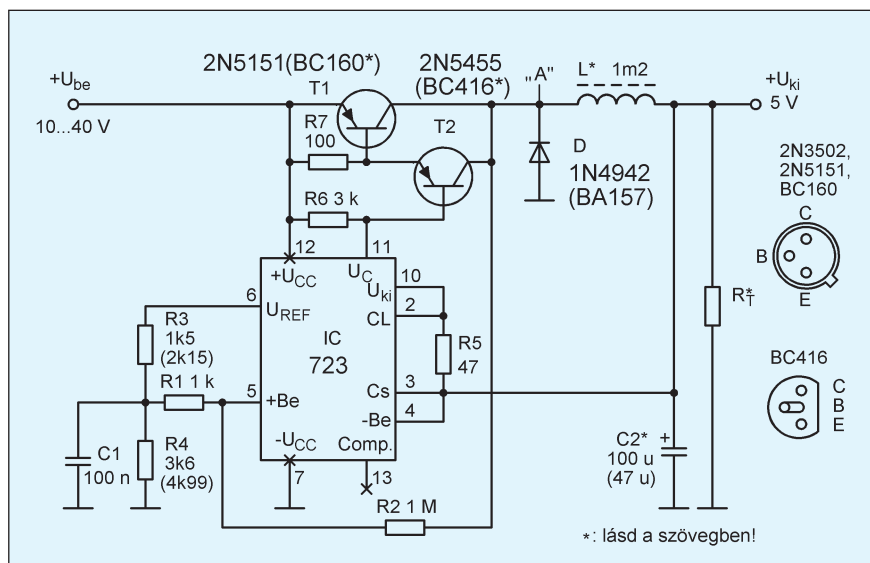 2N5151(BC160*)
T1
2N5455
(BC416*)
"A"
L* 1m2
+Ube
10...40 V
+Uki
5 V
R7
100
T2
D
1N4942
(BA157)
2N3502,
2N5151,
BC160
C
B
E
R6 3 k
12
11
+UCC
UC
10
Uki
6
UREF
2
CL
R3
1k5
(2k15)
IC
723
R5
47
R*T
R1 1 k
5
+Be
3
Cs
4
-Be
BC416
C
B
E
C1
100 n
R4
3k6
(4k99)
-UCC
Comp.
7
13
C2*
+
100 u
(47 u)
R2 1 M
*: lásd a szövegben!